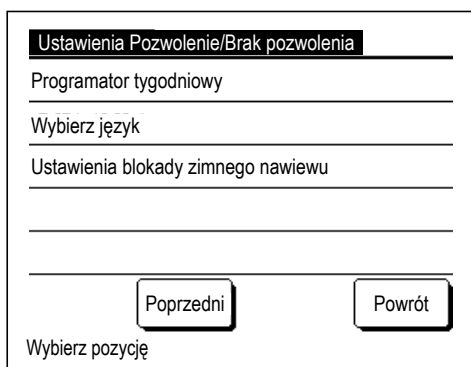 Ustawienia Pozwolenie/Brak pozwolenia
Programator tygodniowy
Wybierz język
Ustawienia blokady zimnego nawiewu
Poprzedni Powrót
Wybierz pozycję